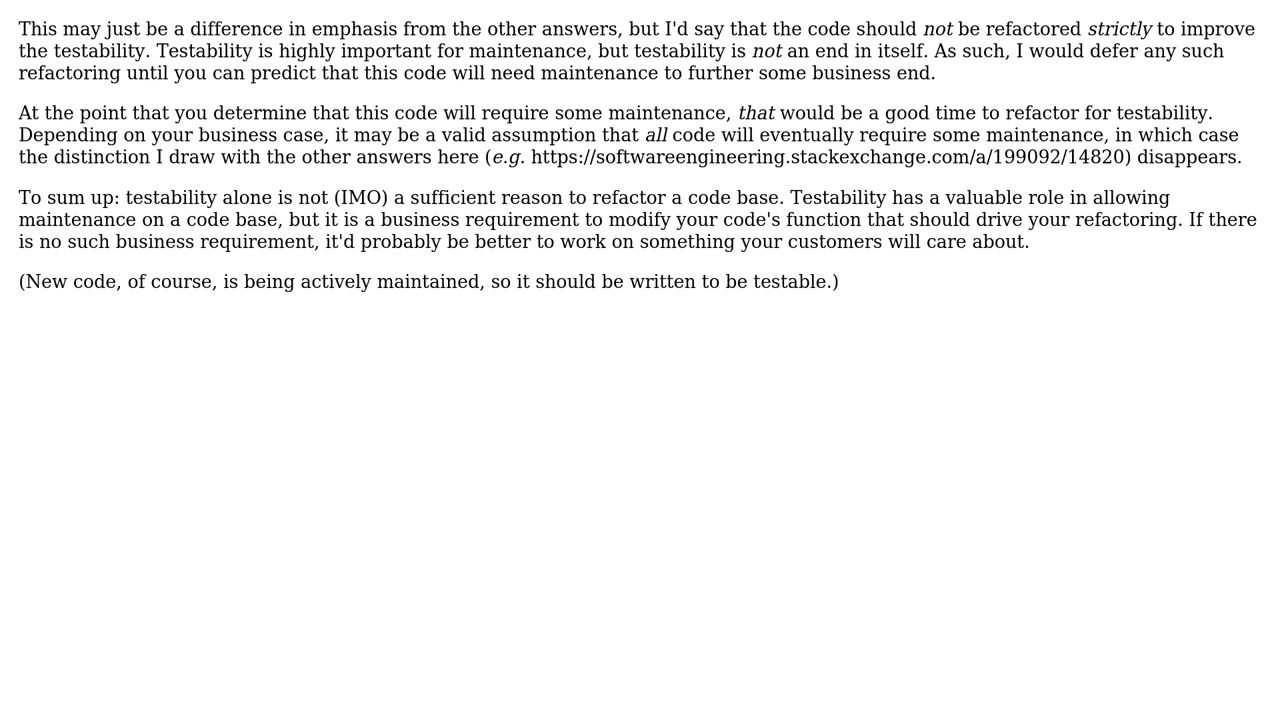 This may just be a difference in emphasis from the other answers, but I'd say that the code should not be refactored strictly to improve
the testability. Testability is highly important for maintenance, but testability is not an end in itself. As such, I would defer any such
refactoring until you can predict that this code will need maintenance to further some business end.
At the point that you determine that this code will require some maintenance, that would be a good time to refactor for testability.
Depending on your business case, it may be a valid assumption that all code will eventually require some maintenance, in which case
the distinction I draw with the other answers here (e.g. https://softwareengineering.stackexchange.com/a/199092/14820) disappears.
To sum up: testability alone is not (IMO) a sufficient reason to refactor a code base. Testability has a valuable role in allowing
maintenance on a code base, but it is a business requirement to modify your code's function that should drive your refactoring. If there
is no such business requirement, it'd probably be better to work on something your customers will care about.
(New code, of course, is being actively maintained, so it should be written to be testable.)